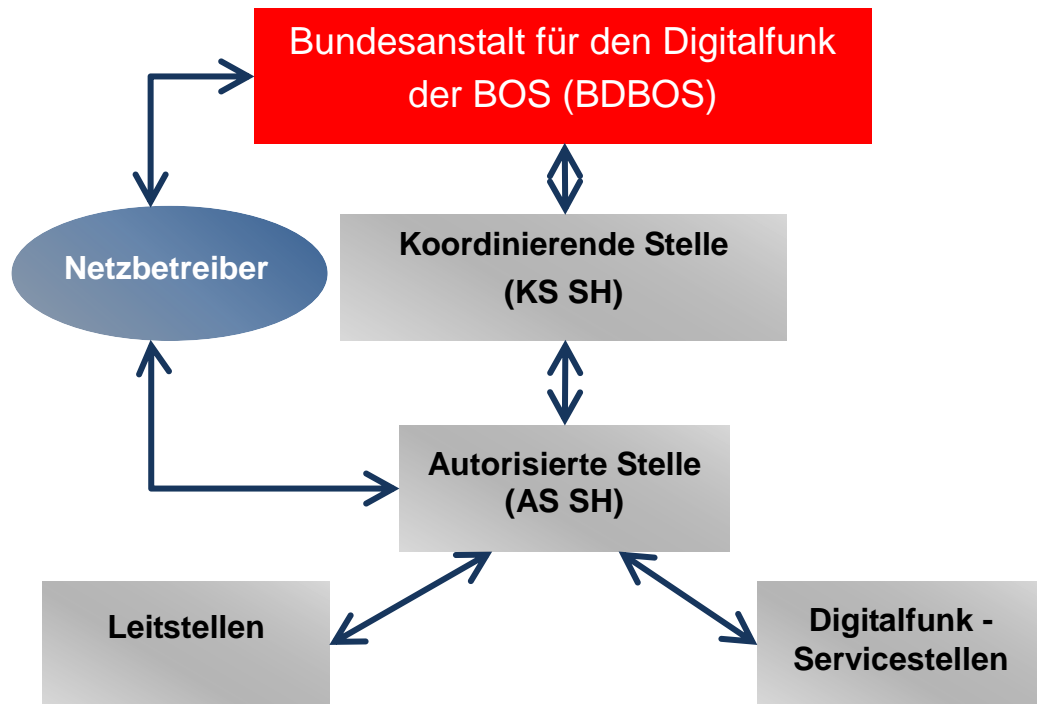 Bundesanstalt für den Digitalfunk
der BOS (BDBOS)
Netzbetreiber
Koordinierende Stelle
(KS SH)
Autorisierte Stelle
(AS SH)
Leitstellen
Digitalfunk -
Servicestellen